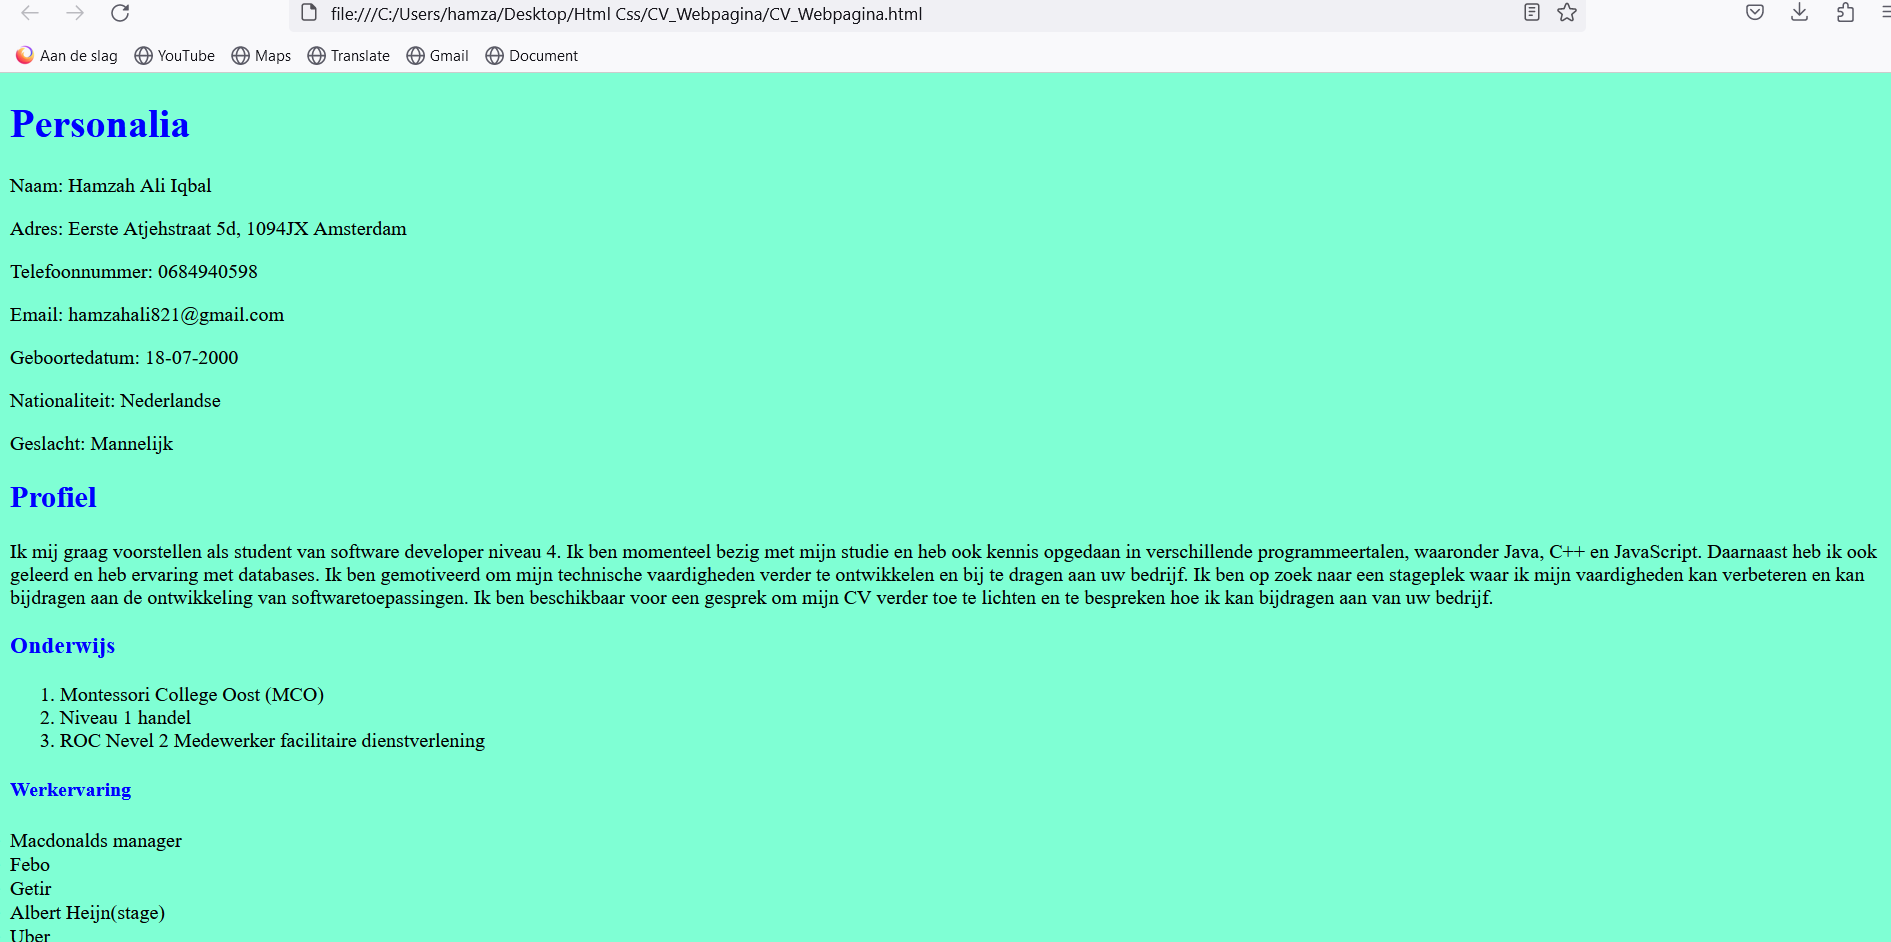 file:///C:/Users/hamza/Desktop/Html Css/CV_Webpagina/CV_Webpagina.html
Aan de slag YouTube Maps Translate Gmail Document
Personalia
Naam: Hamzah Ali Iqbal
Adres: Eerste Atjehstraat 5d, 1094JX Amsterdam
Telefoonnummer: 0684940598
Email: hamzahali821@gmail.com
Geboortedatum: 18-07-2000
Nationaliteit: Nederlandse
Geslacht: Mannelijk
Profiel
Ik mij graag voorstellen als student van software developer niveau 4. Ik ben momenteel bezig met mijn studie en heb ook kennis opgedaan in verschillende programmeertalen, waaronder Java, C++ en JavaScript. Daarnaast heb ik ook
geleerd en heb ervaring met databases. Ik ben gemotiveerd om mijn technische vaardigheden verder te ontwikkelen en bij te dragen aan uw bedrijf. Ik ben op zoek naar een stageplek waar ik mijn vaardigheden kan verbeteren en kan
bijdragen aan de ontwikkeling van softwaretoepassingen. Ik ben beschikbaar voor een gesprek om mijn CV verder toe te lichten en te bespreken hoe ik kan bijdragen aan van uw bedrijf.
Onderwijs
1. Montessori College Oost (MCO)
2. Niveau 1 handel
3. ROC Nevel 2 Medewerker facilitaire dienstverlening
Werkervaring
Macdonalds manager
Febo
Getir
Albert Heijn(stage)
Uber